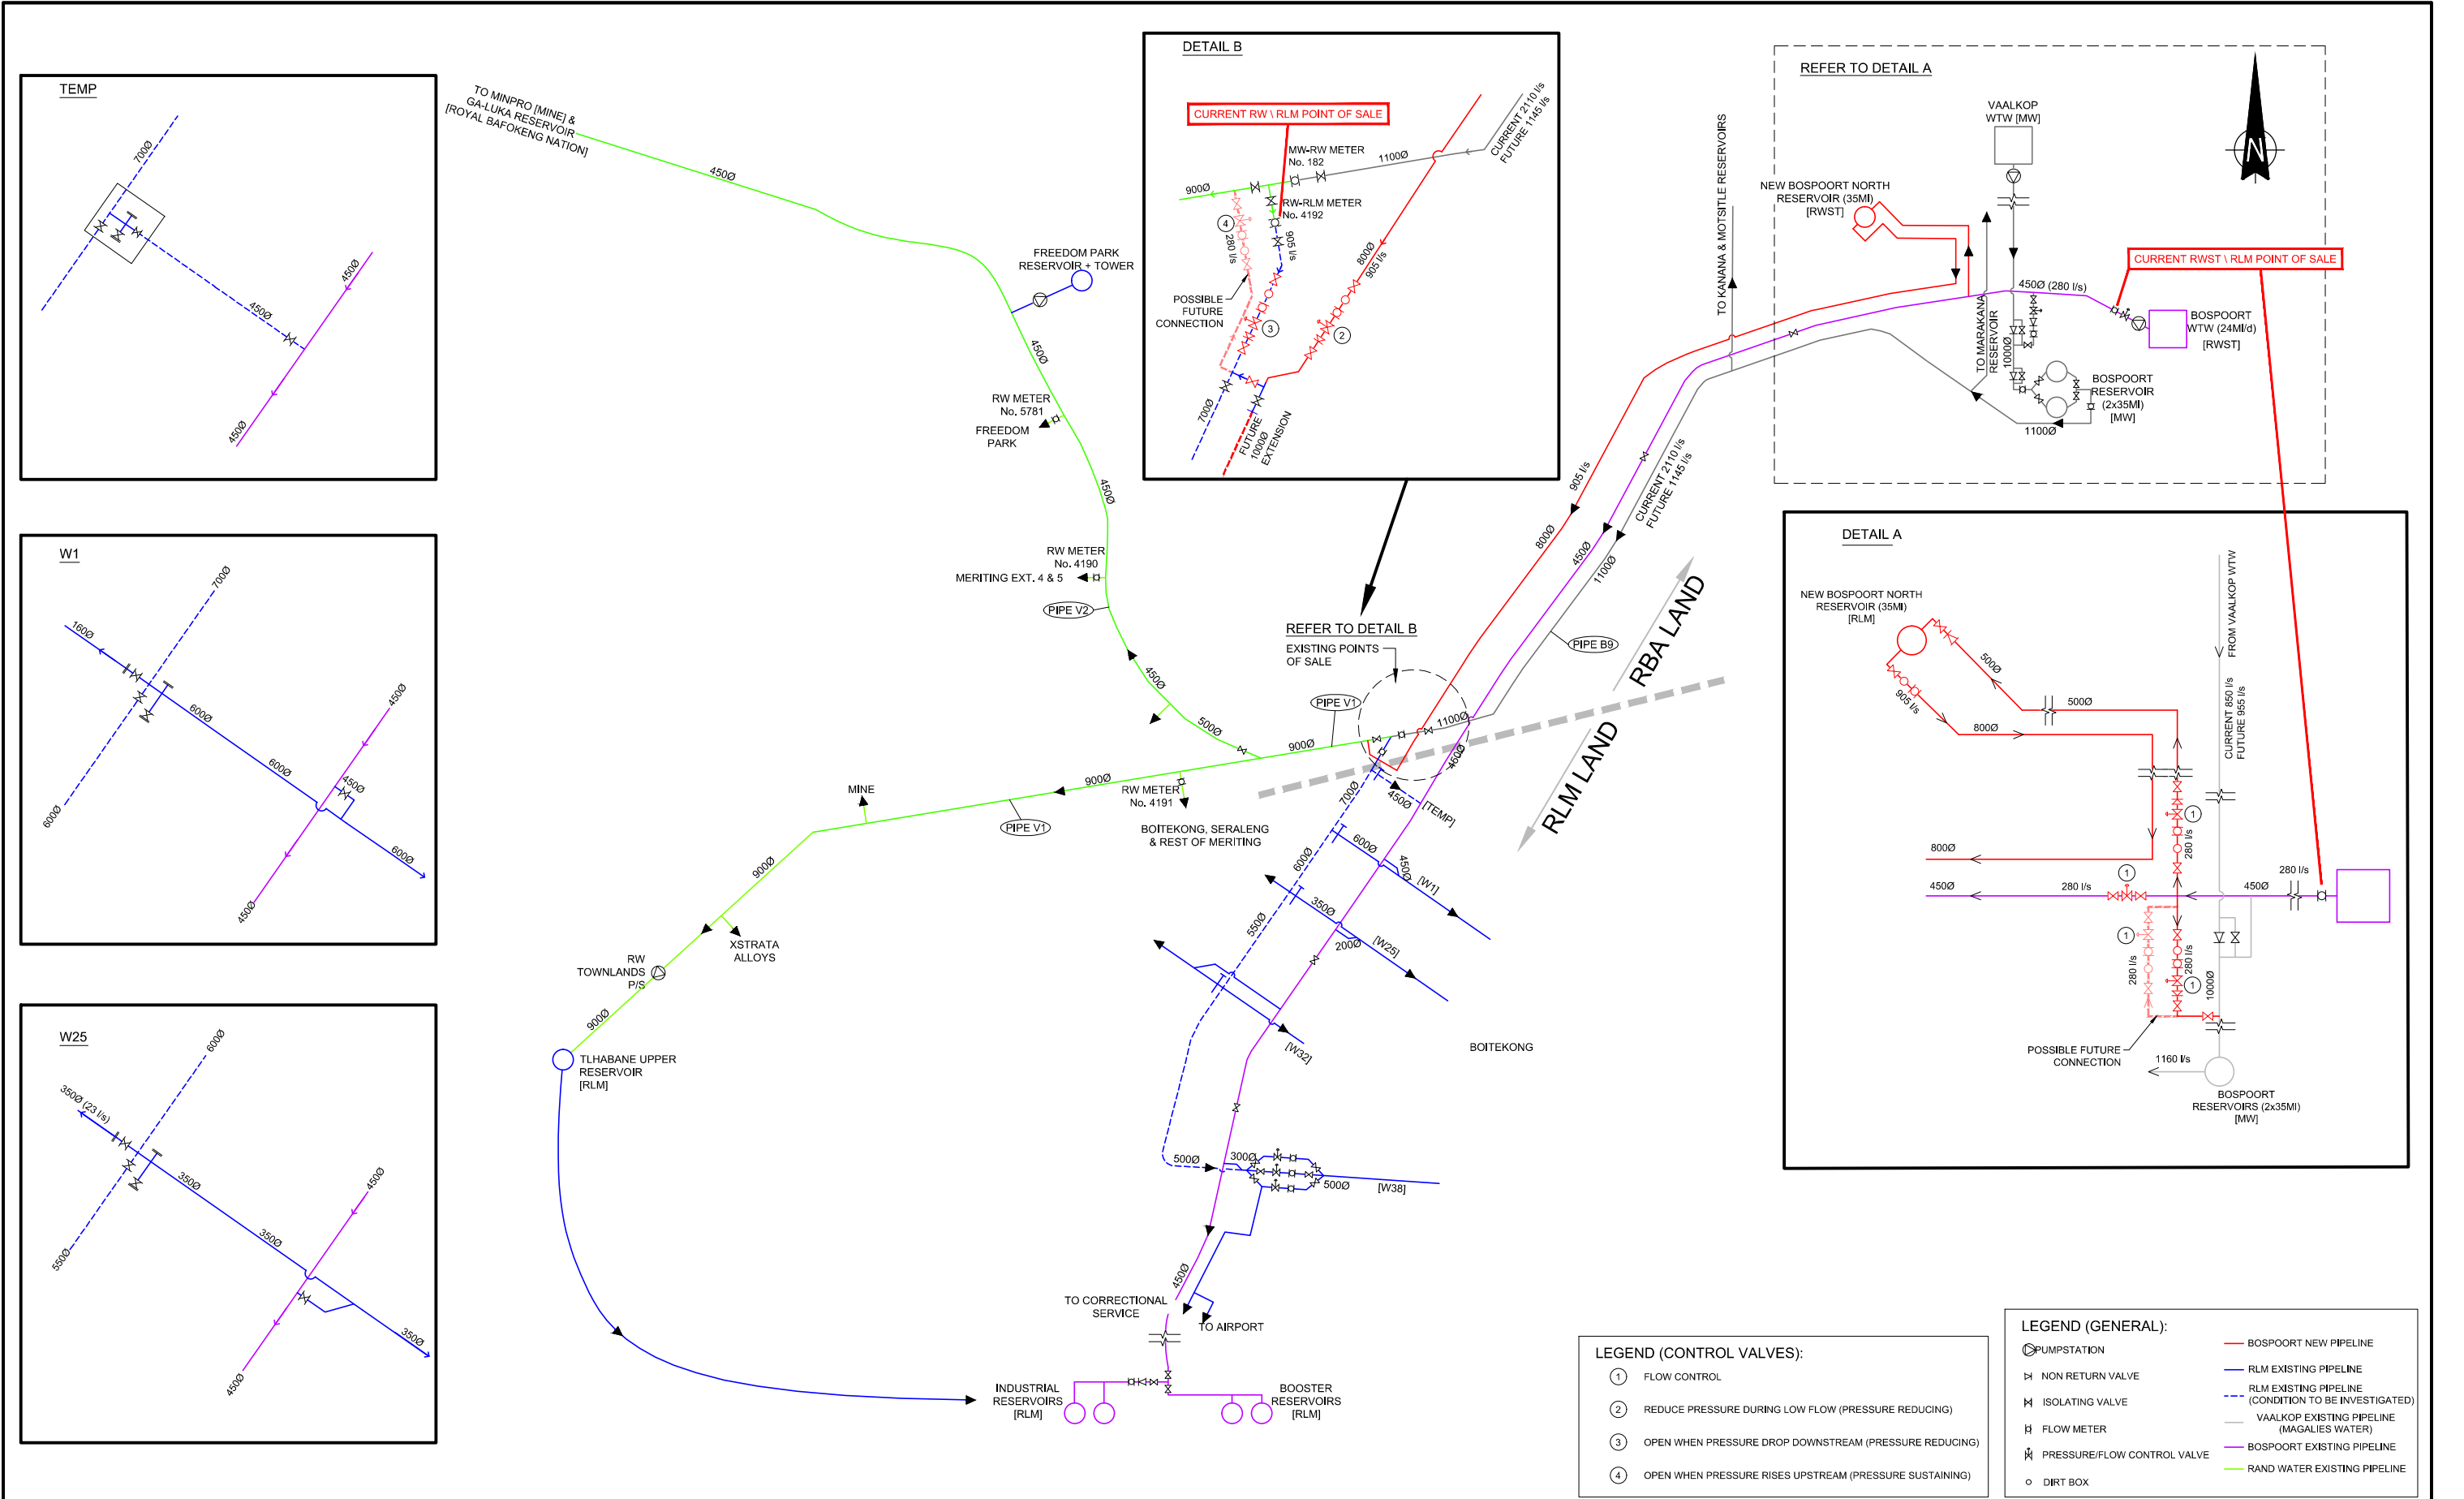 TEMP
700Ø
450Ø
450Ø
450Ø
W1
700Ø
160Ø
600Ø
450Ø
600Ø
450Ø
600Ø
600Ø
450Ø
W25
600Ø
350Ø (23 l/s)
350Ø
450Ø
350Ø
550Ø
350Ø
450Ø
TO MINPRO [MINE] &
GA-LUKA RESERVOIR
[ROYAL BAFOKENG NATION]
450Ø
FREEDOM PARK
RESERVOIR + TOWER
450Ø
RW METER
No. 5781
FREEDOM
PARK
450Ø
RW METER
No. 4190
MERITING EXT. 4 & 5
PIPE V2
450Ø
500Ø
DETAIL B
CURRENT RW \ RLM POINT OF SALE
MW-RW METER
No. 182
1100Ø
CURRENT 2110 l/s
FUTURE 1145 l/s
900Ø
RW-RLM METER
No. 4192
4
280 l/s
905 l/s
800Ø
905 l/s
POSSIBLE
FUTURE
CONNECTION
3
2
700Ø
FUTURE
1000Ø
EXTENSION
REFER TO DETAIL B
EXISTING POINTS
OF SALE
PIPE V1
900Ø
1100Ø
450Ø
PIPE B9
RBA LAND
RLM LAND
905 l/s
800Ø
450Ø
1100Ø
CURRENT 2110 l/s
FUTURE 1145 l/s
TO KANANA & MOTSITLE RESERVOIRS
REFER TO DETAIL A
VAALKOP
WTW [MW]
N
NEW BOSPOORT NORTH
RESERVOIR (35Ml)
[RWST]
CURRENT RWST \ RLM POINT OF SALE
450Ø (280 l/s)
BOSPOORT
WTW (24Ml/d)
[RWST]
TO MARAKANA
RESERVOIR
1000Ø
BOSPOORT
RESERVOIR
(2x35Ml)
[MW]
1100Ø
DETAIL A
NEW BOSPOORT NORTH
RESERVOIR (35Ml)
[RLM]
FROM VAALKOP WTW
500Ø
500Ø
905 l/s
800Ø
CURRENT 850 l/s
FUTURE 955 l/s
1
280 l/s
800Ø
1
280 l/s
450Ø
280 l/s
450Ø
1
280 l/s
280 l/s
1
1000Ø
POSSIBLE FUTURE
CONNECTION
1160 l/s
BOSPOORT
RESERVOIRS (2x35Ml)
[MW]
900Ø
MINE
PIPE V1
RW METER
No. 4191
BOITEKONG, SERALENG
& REST OF MERITING
900Ø
XSTRATA
ALLOYS
RW
TOWNLANDS
P/S
900Ø
TLHABANE UPPER
RESERVOIR
[RLM]
700Ø
450Ø
[TEMP]
600Ø
600Ø
450Ø
[W1]
350Ø
550Ø
200Ø
[W25]
[W32]
BOITEKONG
500Ø
300Ø
500Ø
[W38]
450Ø
TO CORRECTIONAL
SERVICE
TO AIRPORT
INDUSTRIAL
RESERVOIRS
[RLM]
BOOSTER
RESERVOIRS
[RLM]
LEGEND (CONTROL VALVES):
1 FLOW CONTROL
2 REDUCE PRESSURE DURING LOW FLOW (PRESSURE REDUCING)
3 OPEN WHEN PRESSURE DROP DOWNSTREAM (PRESSURE REDUCING)
4 OPEN WHEN PRESSURE RISES UPSTREAM (PRESSURE SUSTAINING)
LEGEND (GENERAL):
PUMPSTATION
NON RETURN VALVE
ISOLATING VALVE
FLOW METER
PRESSURE/FLOW CONTROL VALVE
DIRT BOX
BOSPOORT NEW PIPELINE
RLM EXISTING PIPELINE
RLM EXISTING PIPELINE
(CONDITION TO BE INVESTIGATED)
VAALKOP EXISTING PIPELINE
(MAGALIES WATER)
BOSPOORT EXISTING PIPELINE
RAND WATER EXISTING PIPELINE